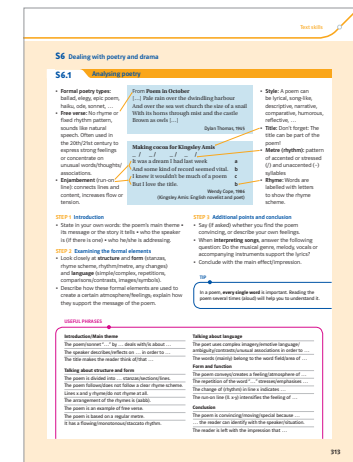 Text skills
S6 Dealing with poetry and drama
S6.1 Analysing poetry
• Formal poetry types:
ballad, elegy, epic poem,
haiku, ode, sonnet, …
• Free verse: No rhyme or
fixed rhythm pattern,
sounds like natural
speech. Often used in
the 20th/21st century to
express strong feelings
or concentrate on
unusual words/thoughts/
associations.
• Enjambement (run-on
line): connects lines and
content, increases flow or
tension.
From Poem in October
[…] Pale rain over the dwindling harbour
And over the sea wet church the size of a snail
With its horns through mist and the castle
Brown as owls […]
Dylan Thomas, 1945
Making cocoa for Kingsley Amis
It was a dream I had last week a
And some kind of record seemed vital. b
I knew it wouldn't be much of a poem c
But I love the title. b
Wendy Cope, 1986
(Kingsley Amis: English novelist and poet)
• Style: A poem can
be lyrical, song-like,
descriptive, narrative,
comparative, humorous,
reflective, …
• Title: Don't forget: The
title can be part of the
poem!
• Metre (rhythm): pattern
of accented or stressed
(/) and unaccented (–)
syllables
• Rhyme: Words are
labelled with letters
to show the rhyme
scheme.
STEP 1 Introduction
• State in your own words: the poem's main theme •
its message or the story it tells • who the speaker
is (if there is one) • who he/she is addressing.
STEP 2 Examining the formal elements
• Look closely at structure and form (stanzas,
rhyme scheme, rhythm/metre, any changes)
and language (simple/complex, repetitions,
comparisons/contrasts, images/symbols).
• Describe how these formal elements are used to
create a certain atmosphere/feelings; explain how
they support the message of the poem.
STEP 3 Additional points and conclusion
• Say (if asked) whether you find the poem
convincing, or describe your own feelings.
• When interpreting songs, answer the following
question: Do the musical genre, melody, vocals or
accompanying instruments support the lyrics?
• Conclude with the main effect/impression.
TIP
In a poem, every single word is important. Reading the
poem several times (aloud) will help you to understand it.
USEFUL PHRASES
Introduction/Main theme
The poem/sonnet "…" by … deals with/is about …
The speaker describes/reflects on … in order to …
The title makes the reader think of/that …
Talking about structure and form
The poem is divided into … stanzas/sections/lines.
The poem follows/does not follow a clear rhyme scheme.
Lines x and y rhyme/do not rhyme at all.
The arrangement of the rhymes is (aabb).
The poem is an example of free verse.
The poem is based on a regular metre.
It has a flowing/monotonous/staccato rhythm.
Talking about language
The poet uses complex imagery/emotive language/
ambiguity/contrasts/unusual associations in order to …
The words (mainly) belong to the word field/area of …
Form and function
The poem conveys/creates a feeling/atmosphere of …
The repetition of the word "…" stresses/emphasises …
The change of (rhythm) in line x underlines …
The run-on line (ll. x-y) intensifies the feeling of …
Conclusion
The poem is convincing/moving/special because …
… the reader can identify with the speaker/situation.
The reader is left with the impression that …
313